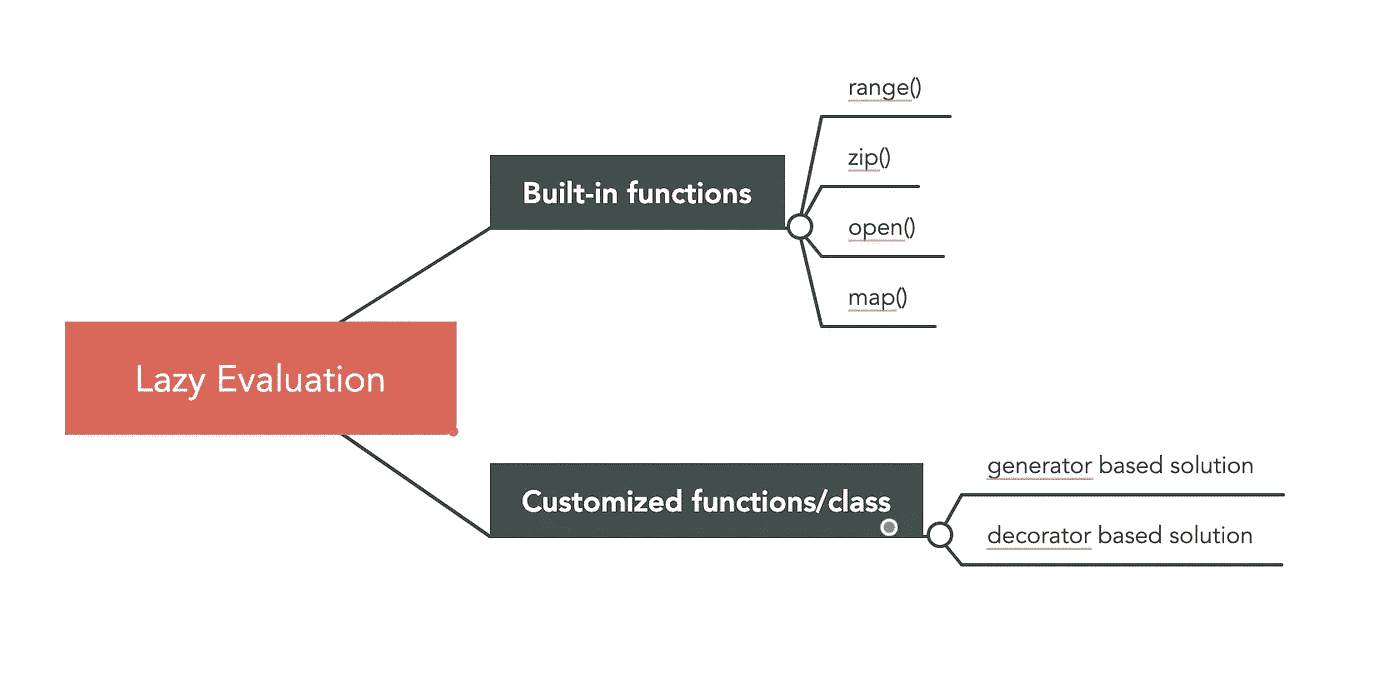 range()
zip()
Built-in functions
open()
map()
Lazy Evaluation
generator based solution
Customized functions/class
decorator based solution